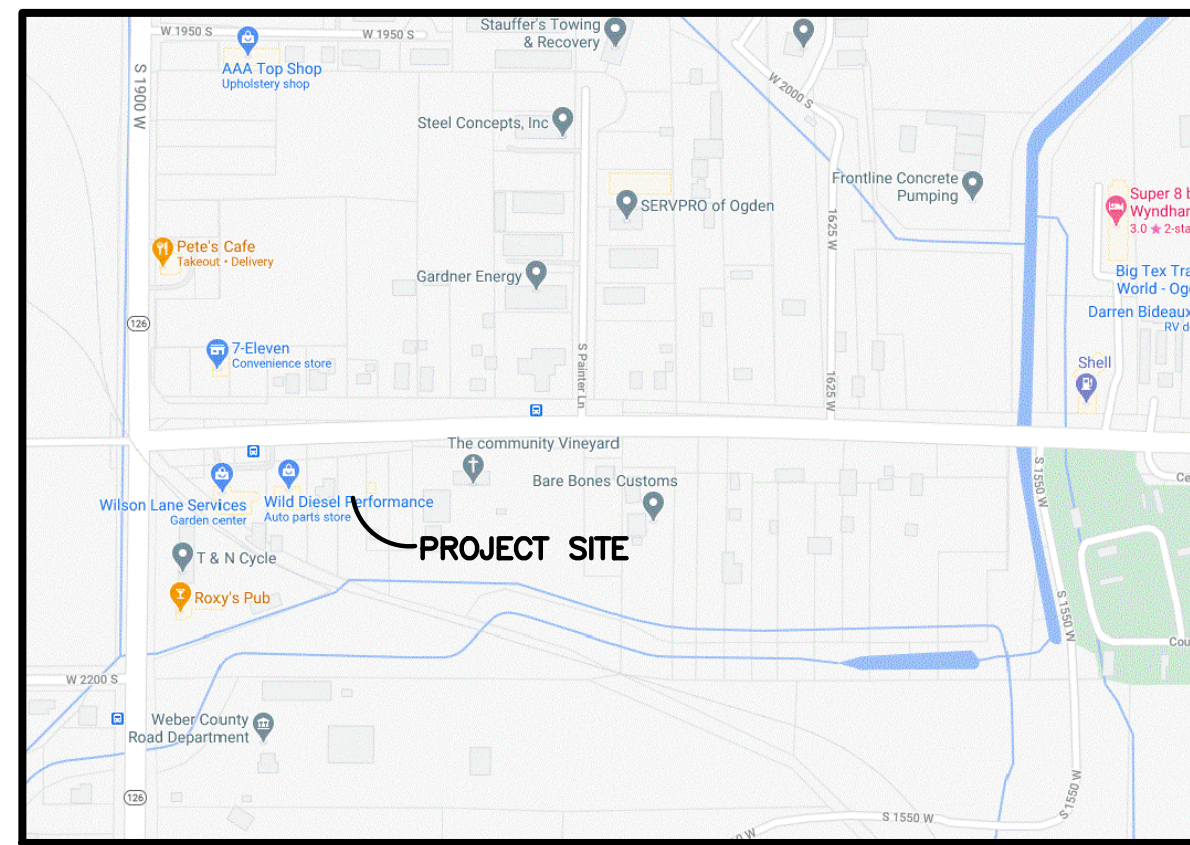 W 1950 S
W 1950 S
Stauffer's Towing
& Recovery
AAA Top Shop
Upholstery shop
S 1900 W
W 2000 S
Steel Concepts, Inc
Frontline Concrete
Pumping
SERVPRO of Ogden
Super 8 b
Wyndhar
3.0 ★ 2-sta
1625 W
Pete's Cafe
Takeout • Delivery
Gardner Energy
Big Tex Tra
World - Og
Darren Bideaux
RV d
126
7-Eleven
Convenience store
S Painter Ln
1625 W
Shell
The community Vineyard
Bare Bones Customs
S 1550 W
Ce
Wilson Lane Services
Garden center
Wild Diesel Performance
Auto parts store
PROJECT SITE
T & N Cycle
Roxy's Pub
S 1550 W
Cou
W 2200 S
Weber County
Road Department
126
S 1550 W
S 1550 W
0 W